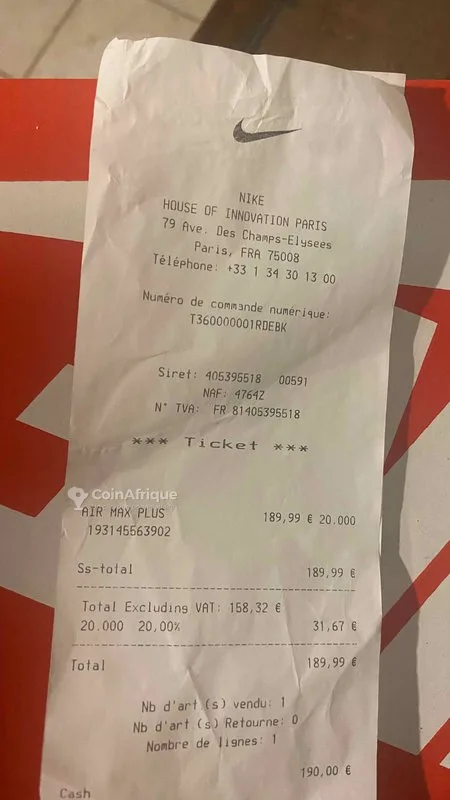 NIKE
HOUSE OF INNOVATION PARIS
79 Ave. Des Champs-Elysees
Paris, FRA 75008
Téléphone: +33 1 34 30 13 00
Numéro de commande numérique:
T360000001RDEBK
Siret: 405395518 00591
NAF: 4764Z
N° TVA: FR 81405395518
*** Ticket ***
CoinAfrique
AIR MAX PLUS 189,99 € 20.000
193145563902
Ss-total 189,99 €
Total Excluding VAT: 158,32 €
20.000 20,00% 31,67 €
Total 189,99 €
Nb d'art.(s) vendu: 1
Nb d'art.(s) Retourne: 0
Nombre de lignes: 1
190,00 €
Cash